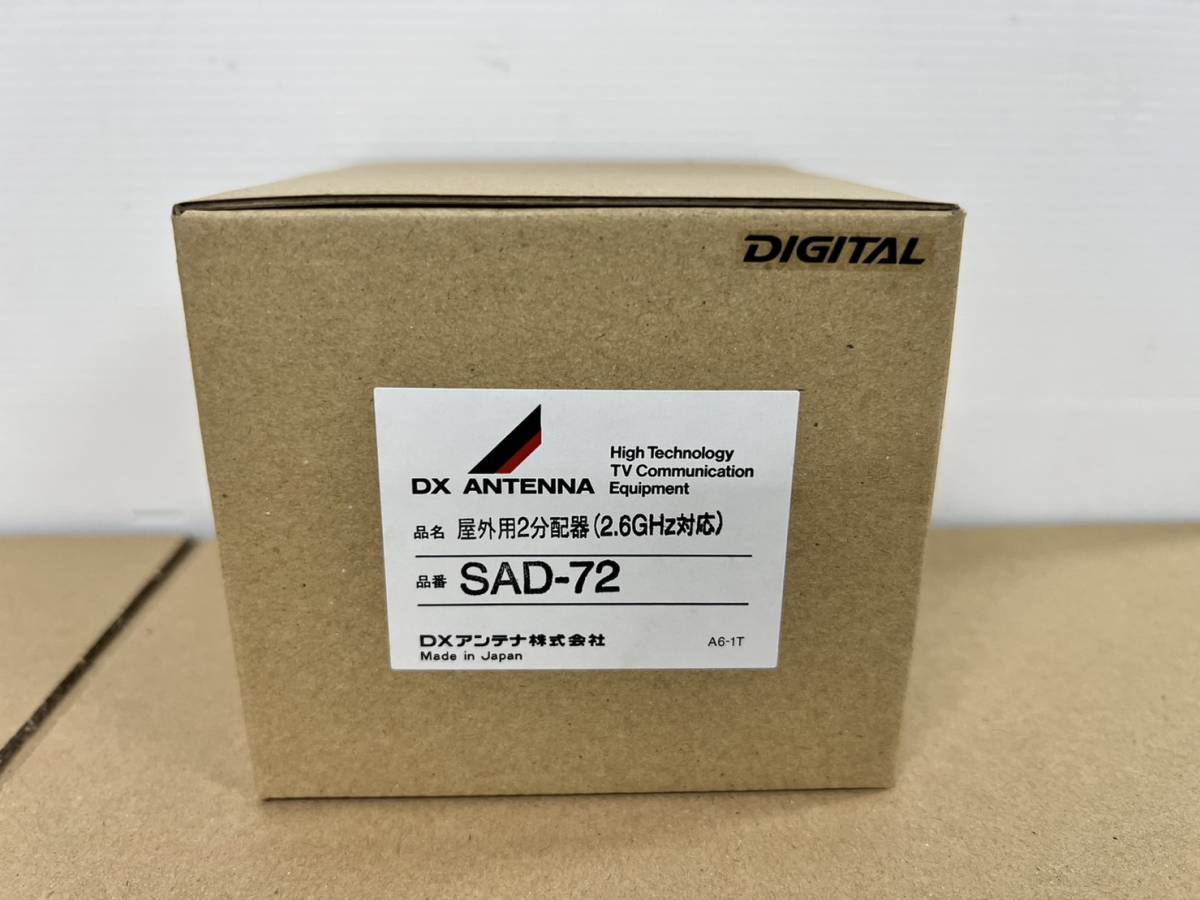 DIGITAL
DX ANTENNA
High Technology
TV Communication
Equipment
品名 屋外用2分配器(2.6GHz対応)
品番 SAD-72
DXアンテナ株式会社
Made in Japan
A6-1T